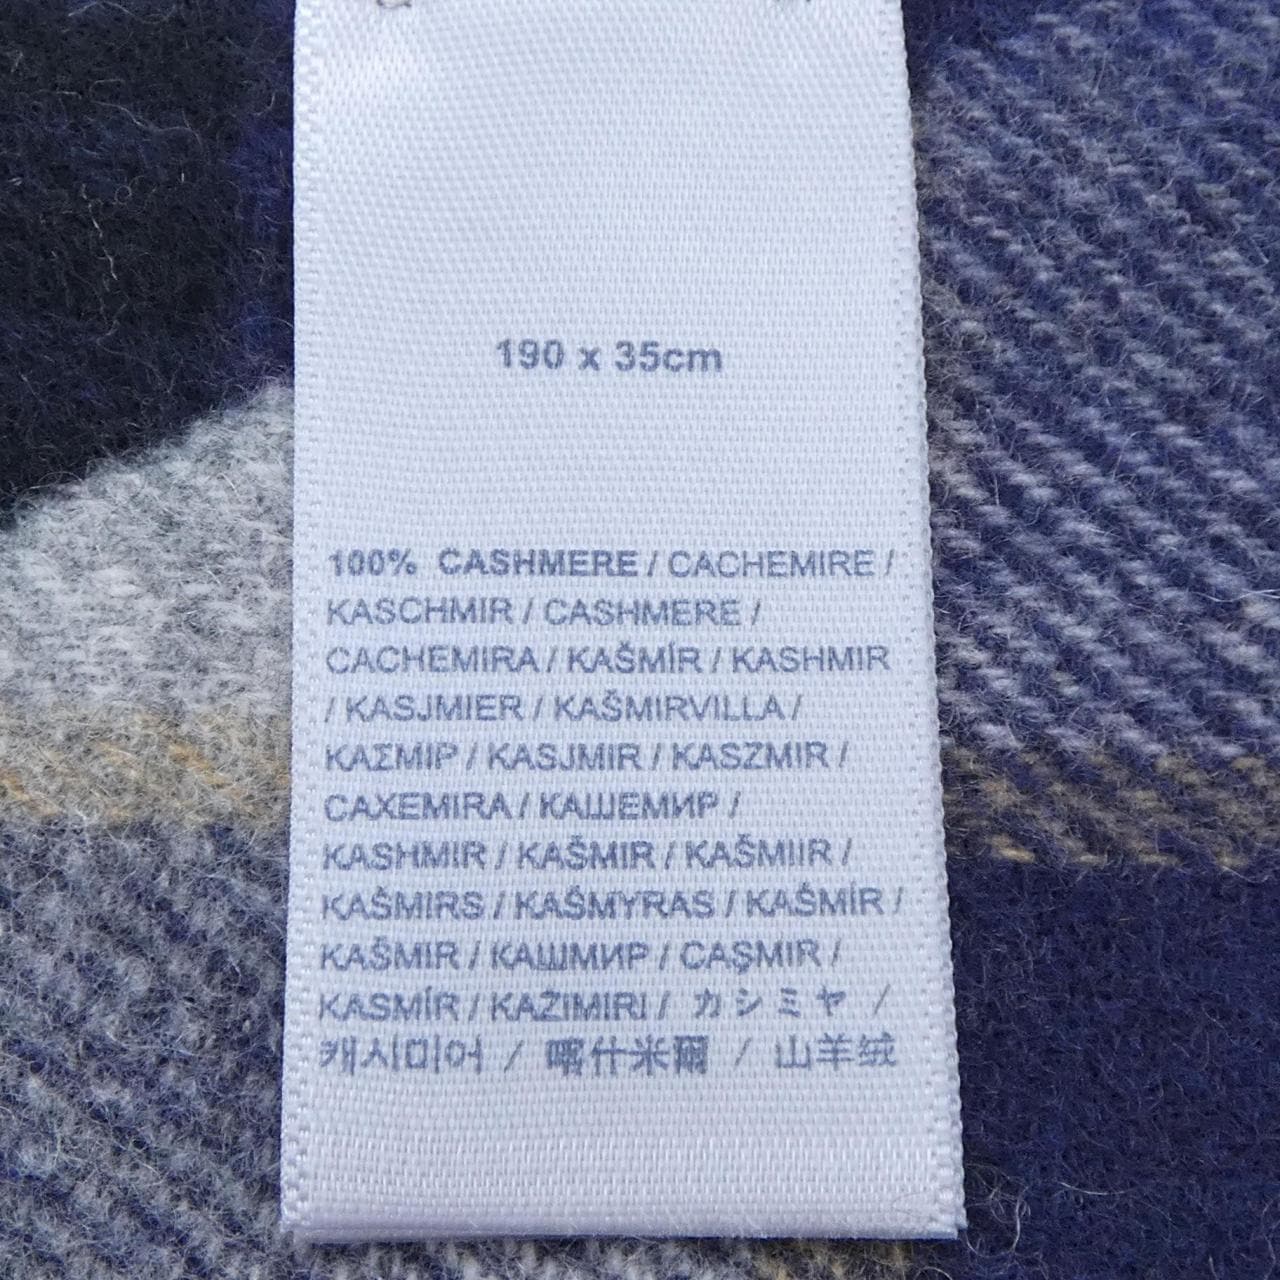 190 x 35cm
100% CASHMERE / CACHEMIRE /
KASCHMIR / CASHMERE /
CACHEMIRA / KAŠMÍR / KASHMIR
/ KASJMIER / KAŠMIRVILLA /
ΚΑΣΜΙΡ / KASJMIR / KASZMIR /
CAXEMIRA / КАШЕМИР /
KASHMIR / KAŠMIR / KAŠMIIR /
KAŠMIRS / KAŠMYRAS / KAŠMÍR /
KAŠMIR / КАШМИР / CAŞMIR /
KASMÍR / KAŻIMIRI / カシミヤ /
캐시미어 / 喀什米爾 / 山羊绒